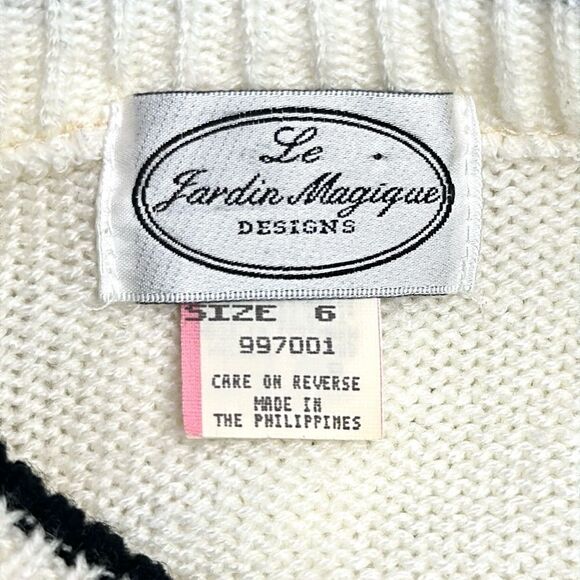 Le
Jardin Magique
DESIGNS
SIZE 6
997001
CARE ON REVERSE
MADE IN
THE PHILIPPINES